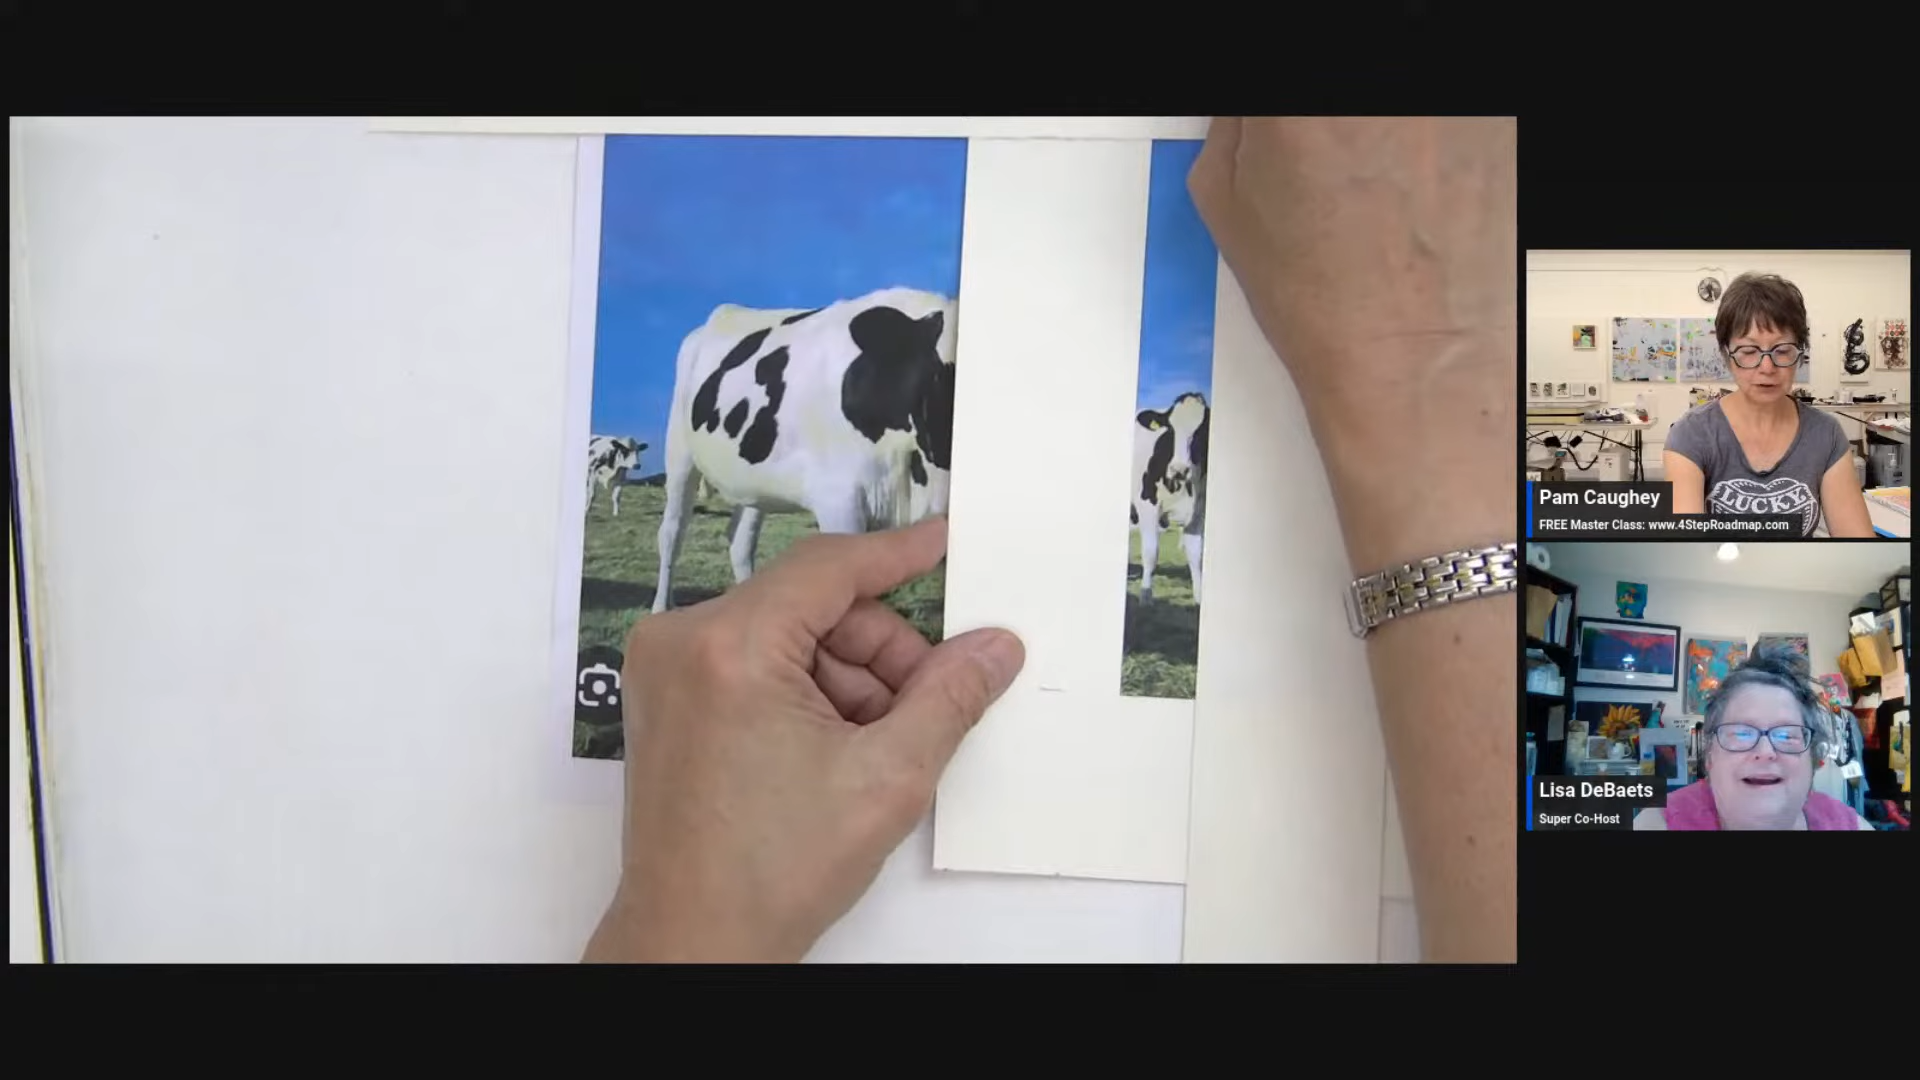 Pam Caughey
FREE Master Class: www.4StepRoadmap.com
LUCKY
Lisa DeBaets
Super Co-Host